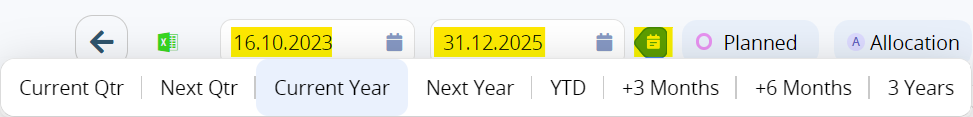 16.10.2023 31.12.2025 Planned A Allocation
Current Qtr Next Qtr Current Year Next Year YTD +3 Months +6 Months 3 Years